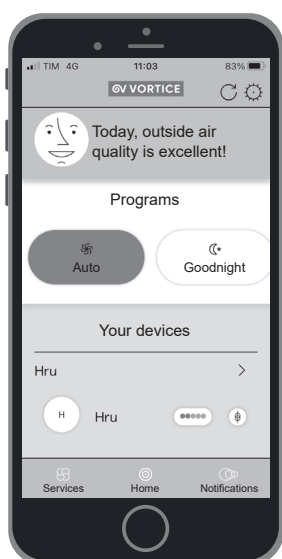 TIM 4G 11:03 83%
VORTICE
Today, outside air
quality is excellent!
Programs
Auto Goodnight
Your devices
Hru
H Hru
Services Home Notifications